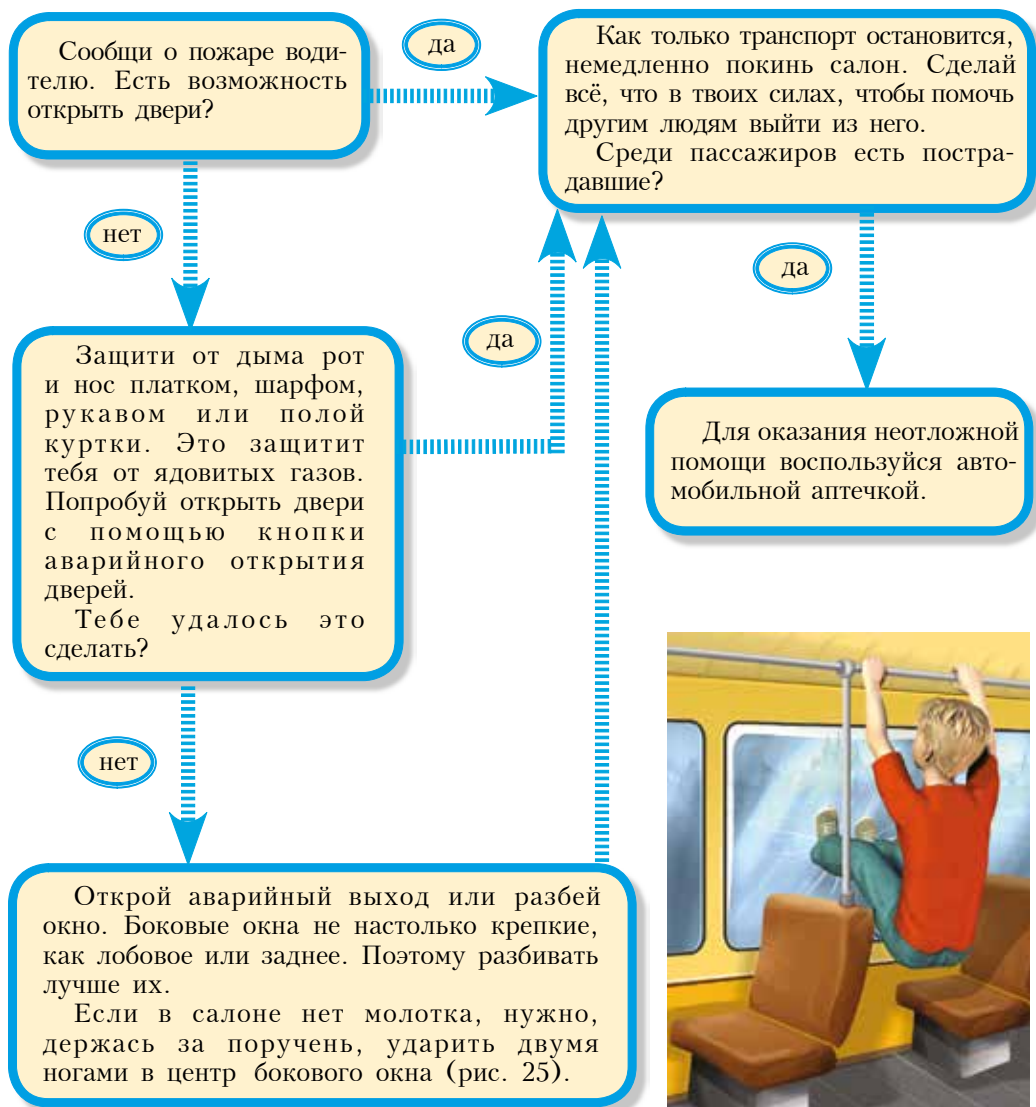 Сообщи о пожаре води-
телю. Есть возможность
открыть двери?
да
Как только транспорт остановится,
немедленно покинь салон. Сделай
всё, что в твоих силах, чтобы помочь
другим людям выйти из него.
Среди пассажиров есть постра-
давшие?
нет
да
Защити от дыма рот
и нос платком, шарфом,
рукавом или полой
куртки. Это защитит
тебя от ядовитых газов.
Попробуй открыть двери
с помощью кнопки
аварийного открытия
дверей.
Тебе удалось это
сделать?
да
Для оказания неотложной
помощи воспользуйся авто-
мобильной аптечкой.
нет
Открой аварийный выход или разбей
окно. Боковые окна не настолько крепкие,
как лобовое или заднее. Поэтому разбивать
лучше их.
Если в салоне нет молотка, нужно,
держась за поручень, ударить двумя
ногами в центр бокового окна (рис. 25).